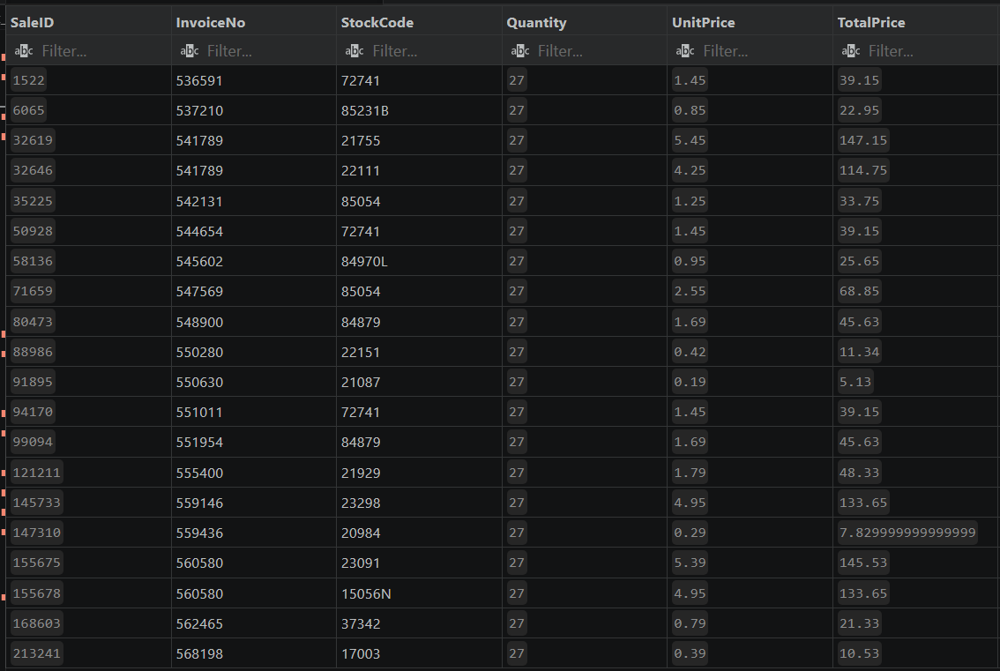 SaleID InvoiceNo StockCode Quantity UnitPrice TotalPrice
abc Filter... abc Filter... abc Filter... abc Filter... abc Filter... abc Filter...
1522 536591 72741 27 1.45 39.15
6065 537210 85231B 27 0.85 22.95
32619 541789 21755 27 5.45 147.15
32646 541789 22111 27 4.25 114.75
35225 542131 85054 27 1.25 33.75
50928 544654 72741 27 1.45 39.15
58136 545602 84970L 27 0.95 25.65
71659 547569 85054 27 2.55 68.85
80473 548900 84879 27 1.69 45.63
88986 550280 22151 27 0.42 11.34
91895 550630 21087 27 0.19 5.13
94170 551011 72741 27 1.45 39.15
99094 551954 84879 27 1.69 45.63
121211 555400 21929 27 1.79 48.33
145733 559146 23298 27 4.95 133.65
147310 559436 20984 27 0.29 7.829999999999999
155675 560580 23091 27 5.39 145.53
155678 560580 15056N 27 4.95 133.65
168603 562465 37342 27 0.79 21.33
213241 568198 17003 27 0.39 10.53